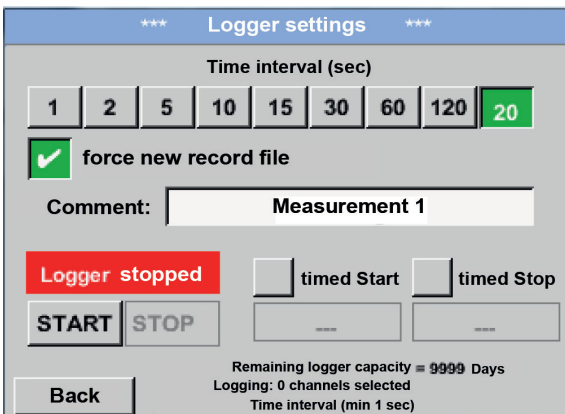 *** Logger settings ***
Time interval (sec)
1 2 5 10 15 30 60 120 20
✔ force new record file
Comment: Measurement 1
Logger stopped
timed Start timed Stop
START STOP --- ---
Remaining logger capacity = 9999 Days
Logging: 0 channels selected
Back
Time interval (min 1 sec)